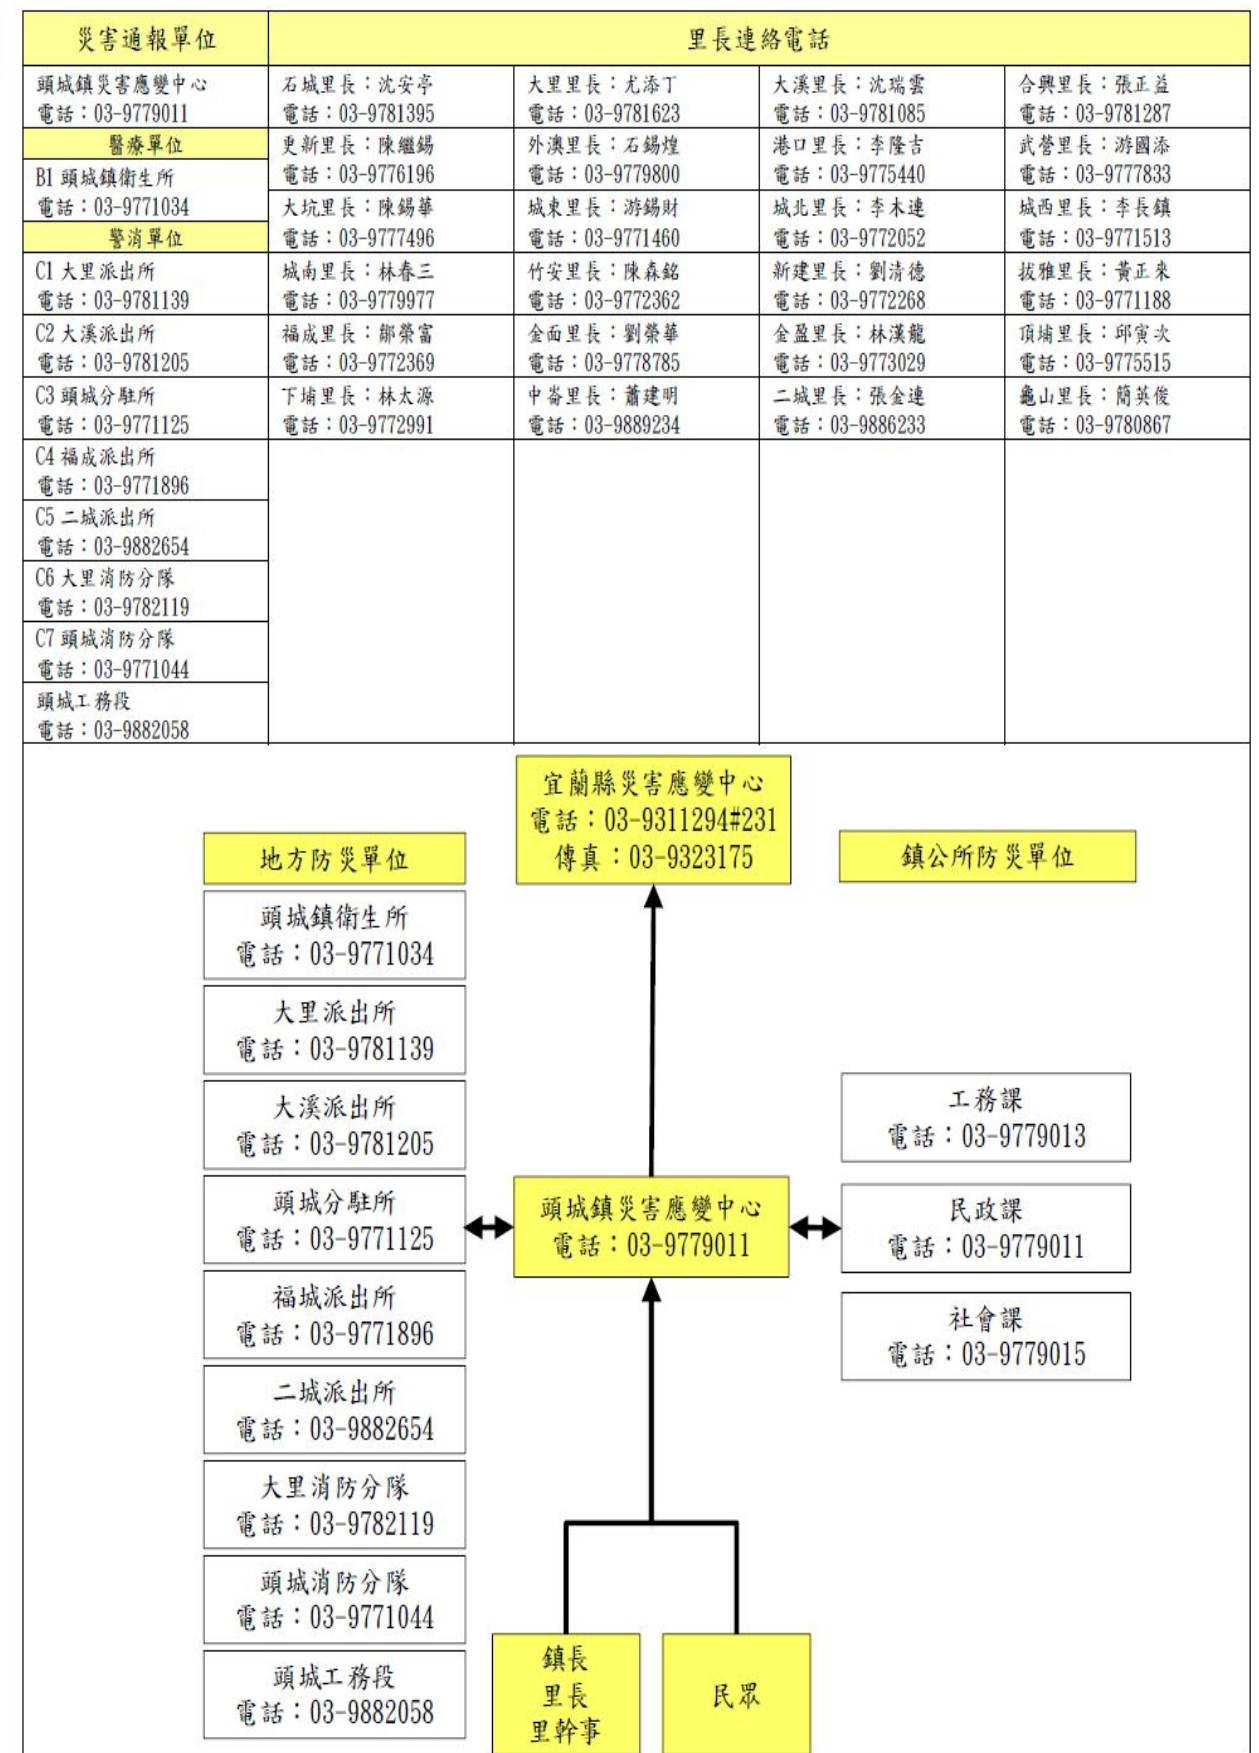 災害通報單位
里長連絡電話
頭城鎮災害應變中心
電話：03-9779011
醫療單位
B1 頭城鎮衛生所
電話：03-9771034
警消單位
C1 大里派出所
電話：03-9781139
C2 大溪派出所
電話：03-9781205
C3 頭城分駐所
電話：03-9771125
C4 福成派出所
電話：03-9771896
C5 二城派出所
電話：03-9882654
C6 大里消防分隊
電話：03-9782119
C7 頭城消防分隊
電話：03-9771044
頭城工務段
電話：03-9882058
石城里長：沈安亭
電話：03-9781395
大里里長：尤添丁
電話：03-9781623
大溪里長：沈瑞雲
電話：03-9781085
合興里長：張正益
電話：03-9781287
更新里長：陳繼錫
電話：03-9776196
外澳里長：石錫煌
電話：03-9779800
港口里長：李隆吉
電話：03-9775440
武營里長：游國添
電話：03-9777833
大坑里長：陳錫華
電話：03-9777496
城東里長：游錫財
電話：03-9771460
城北里長：李木連
電話：03-9772052
城西里長：李長鎮
電話：03-9771513
城南里長：林春三
電話：03-9779977
竹安里長：陳森銘
電話：03-9772362
新建里長：劉清德
電話：03-9772268
拔雅里長：黃正來
電話：03-9771188
福成里長：鄒榮富
電話：03-9772369
金面里長：劉榮華
電話：03-9778785
金盈里長：林漢龍
電話：03-9773029
頂埔里長：邱寅次
電話：03-9775515
下埔里長：林太源
電話：03-9772991
中崙里長：蕭建明
電話：03-9889234
二城里長：張金連
電話：03-9886233
龜山里長：簡英俊
電話：03-9780867
宜蘭縣災害應變中心
電話：03-9311294#231
傳真：03-9323175
地方防災單位
頭城鎮衛生所
電話：03-9771034
大里派出所
電話：03-9781139
大溪派出所
電話：03-9781205
頭城分駐所
電話：03-9771125
福城派出所
電話：03-9771896
二城派出所
電話：03-9882654
大里消防分隊
電話：03-9782119
頭城消防分隊
電話：03-9771044
頭城工務段
電話：03-9882058
頭城鎮災害應變中心
電話：03-9779011
鎮公所防災單位
工務課
電話：03-9779013
民政課
電話：03-9779011
社會課
電話：03-9779015
鎮長
里長
里幹事
民眾